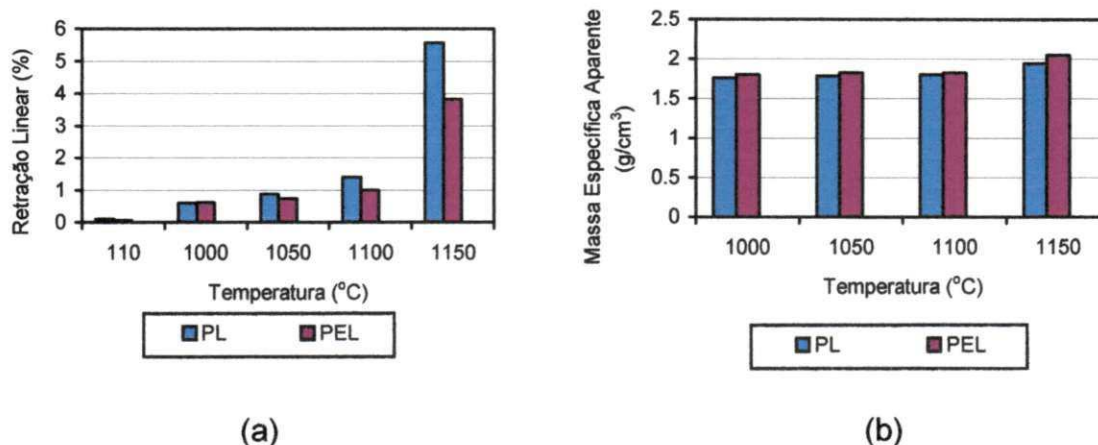 Retração Linear (%)
6
5
4
3
2
1
0
110 1000 1050 1100 1150
Temperatura (°C)
PL PEL
(a)
Massa Específica Aparente
(g/cm³)
2.5
2
1.5
1
0.5
0
1000 1050 1100 1150
Temperatura (°C)
PL PEL
(b)